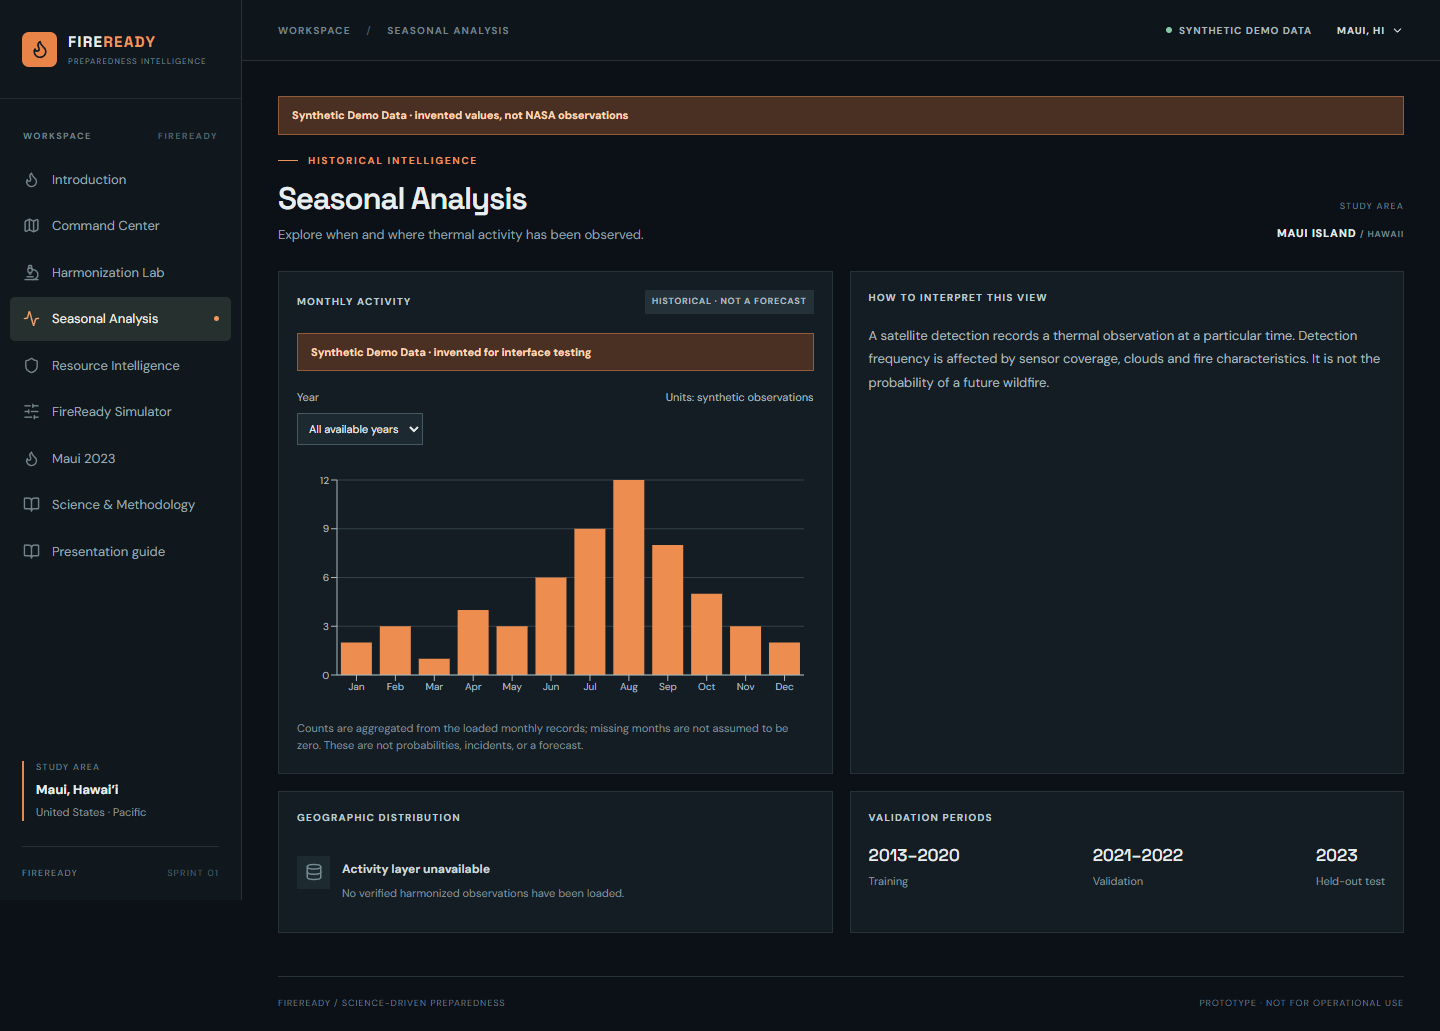 FIREREADY
PREPAREDNESS INTELLIGENCE
WORKSPACE FIREREADY
Introduction
Command Center
Harmonization Lab
Seasonal Analysis
Resource Intelligence
FireReady Simulator
Maui 2023
Science & Methodology
Presentation guide
STUDY AREA
Maui, Hawaiʻi
United States · Pacific
FIREREADY SPRINT 01
WORKSPACE / SEASONAL ANALYSIS
SYNTHETIC DEMO DATA MAUI, HI
Synthetic Demo Data · invented values, not NASA observations
HISTORICAL INTELLIGENCE
Seasonal Analysis
Explore when and where thermal activity has been observed.
STUDY AREA
MAUI ISLAND / HAWAII
MONTHLY ACTIVITY
HISTORICAL · NOT A FORECAST
Synthetic Demo Data · invented for interface testing
Year
Units: synthetic observations
All available years
12
9
6
3
0
Jan Feb Mar Apr May Jun Jul Aug Sep Oct Nov Dec
Counts are aggregated from the loaded monthly records; missing months are not assumed to be
zero. These are not probabilities, incidents, or a forecast.
HOW TO INTERPRET THIS VIEW
A satellite detection records a thermal observation at a particular time. Detection
frequency is affected by sensor coverage, clouds and fire characteristics. It is not the
probability of a future wildfire.
GEOGRAPHIC DISTRIBUTION
Activity layer unavailable
No verified harmonized observations have been loaded.
VALIDATION PERIODS
2013–2020 2021–2022 2023
Training Validation Held-out test
FIREREADY / SCIENCE-DRIVEN PREPAREDNESS
PROTOTYPE · NOT FOR OPERATIONAL USE